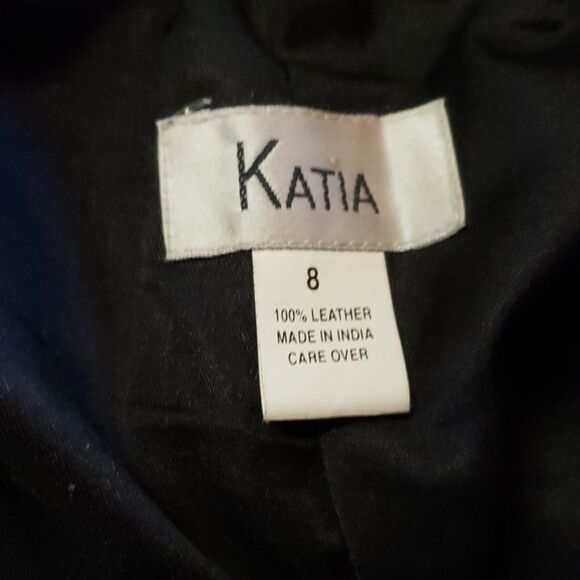 KATIA
8
100% LEATHER
MADE IN INDIA
CARE OVER